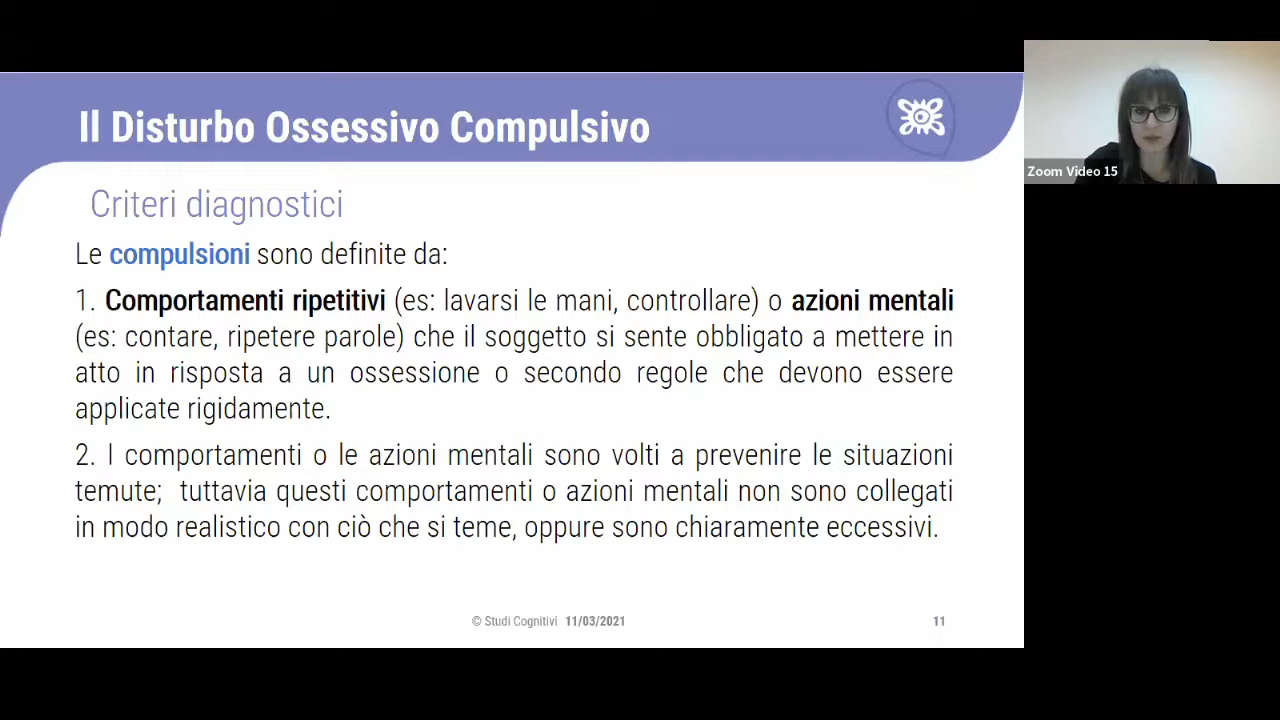 Il Disturbo Ossessivo Compulsivo
Zoom Video 15
Criteri diagnostici
Le compulsioni sono definite da:
1. Comportamenti ripetitivi (es: lavarsi le mani, controllare) o azioni mentali
(es: contare, ripetere parole) che il soggetto si sente obbligato a mettere in
atto in risposta a un ossessione o secondo regole che devono essere
applicate rigidamente.
2. I comportamenti o le azioni mentali sono volti a prevenire le situazioni
temute; tuttavia questi comportamenti o azioni mentali non sono collegati
in modo realistico con ciò che si teme, oppure sono chiaramente eccessivi.
© Studi Cognitivi 11/03/2021
11